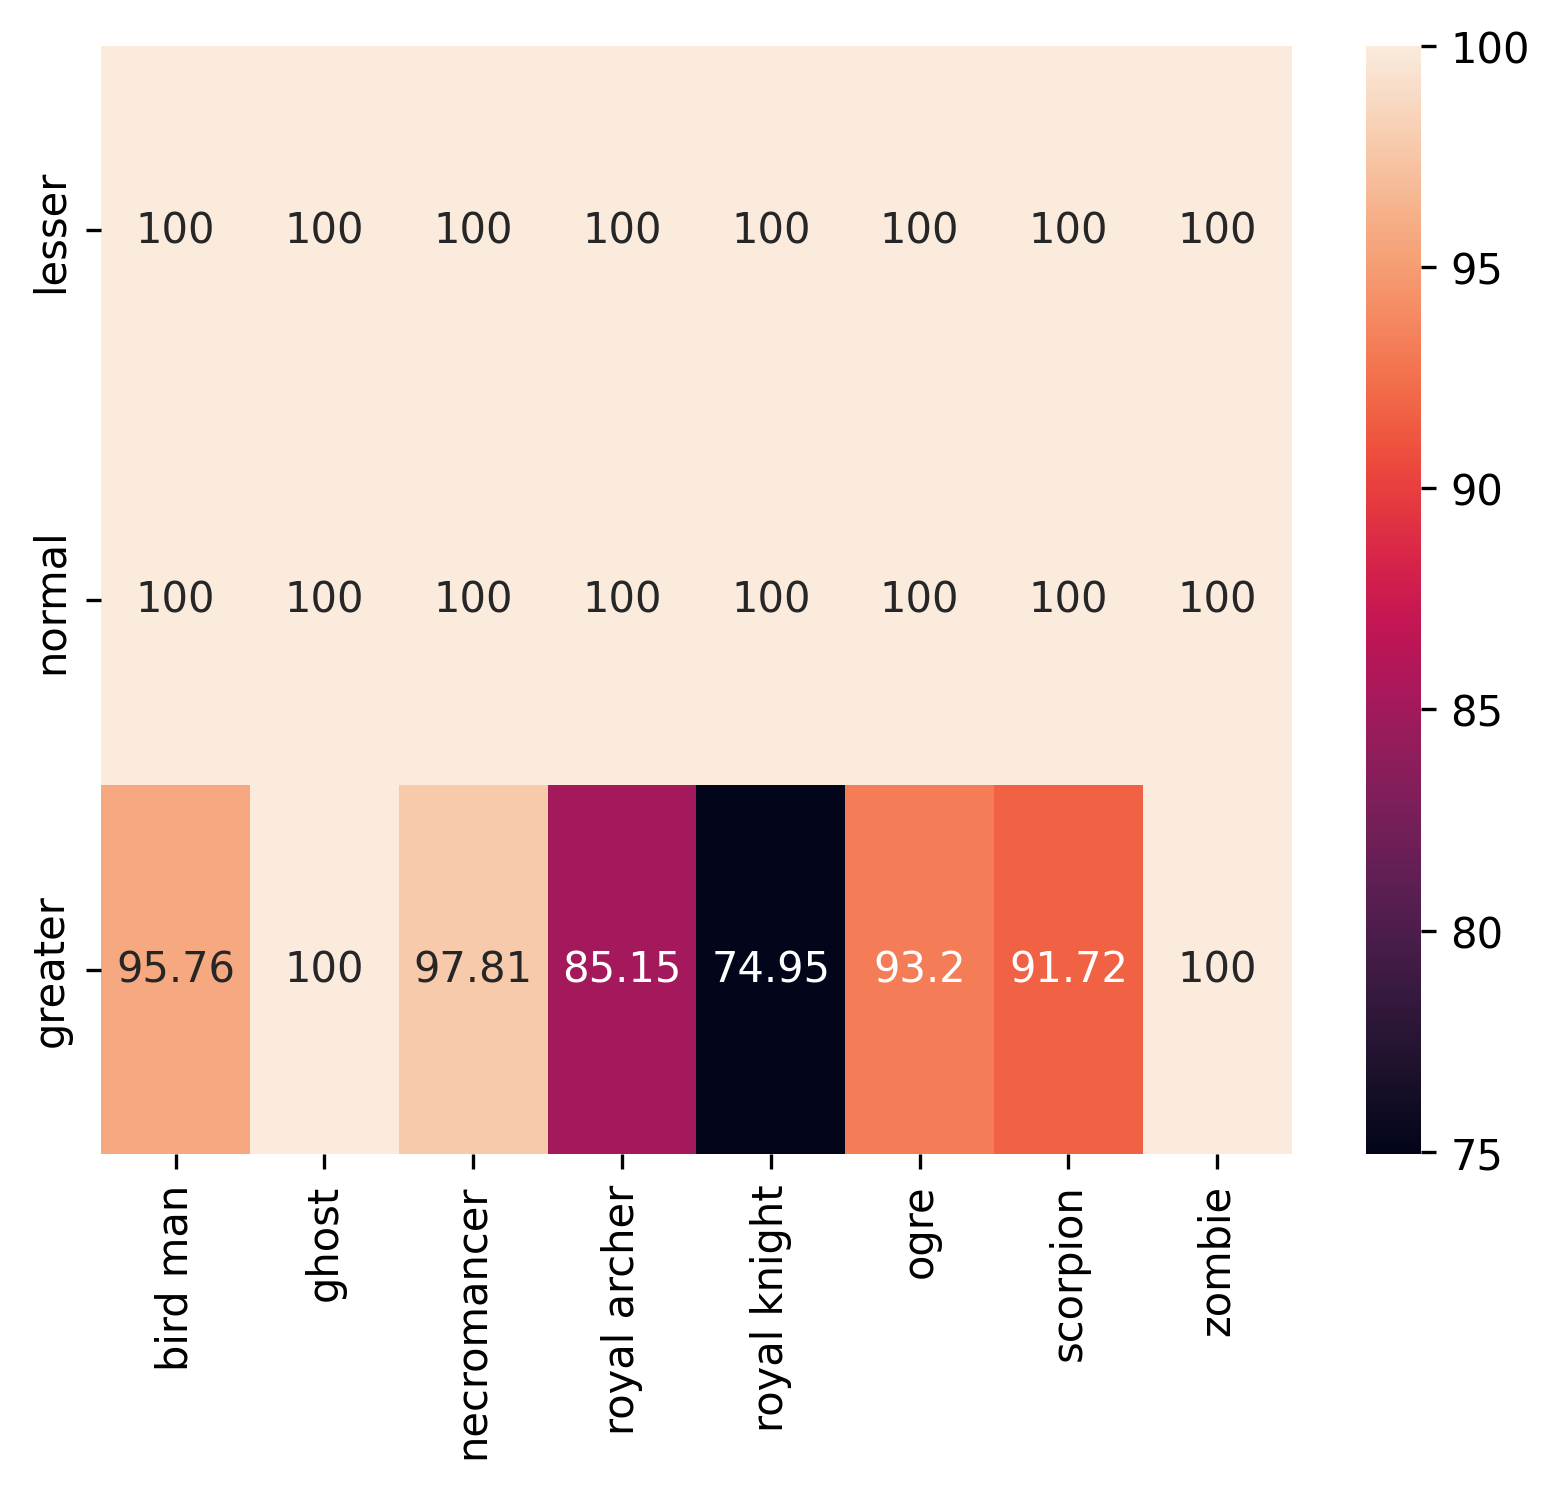 lesser 100 100 100 100 100 100 100 100
normal 100 100 100 100 100 100 100 100
greater 95.76 100 97.81 85.15 74.95 93.2 91.72 100
bird man
ghost
necromancer
royal archer
royal knight
ogre
scorpion
zombie
100
95
90
85
80
75